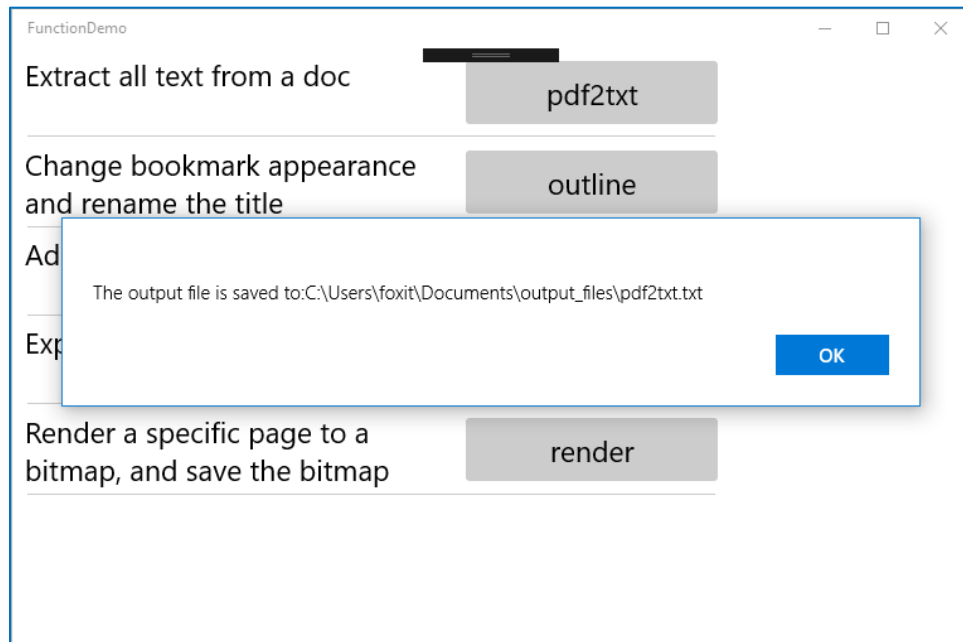 FunctionDemo
Extract all text from a doc
pdf2txt
Change bookmark appearance
and rename the title
outline
Ad
The output file is saved to:C:\Users\foxit\Documents\output_files\pdf2txt.txt
Exp
OK
Render a specific page to a
bitmap, and save the bitmap
render